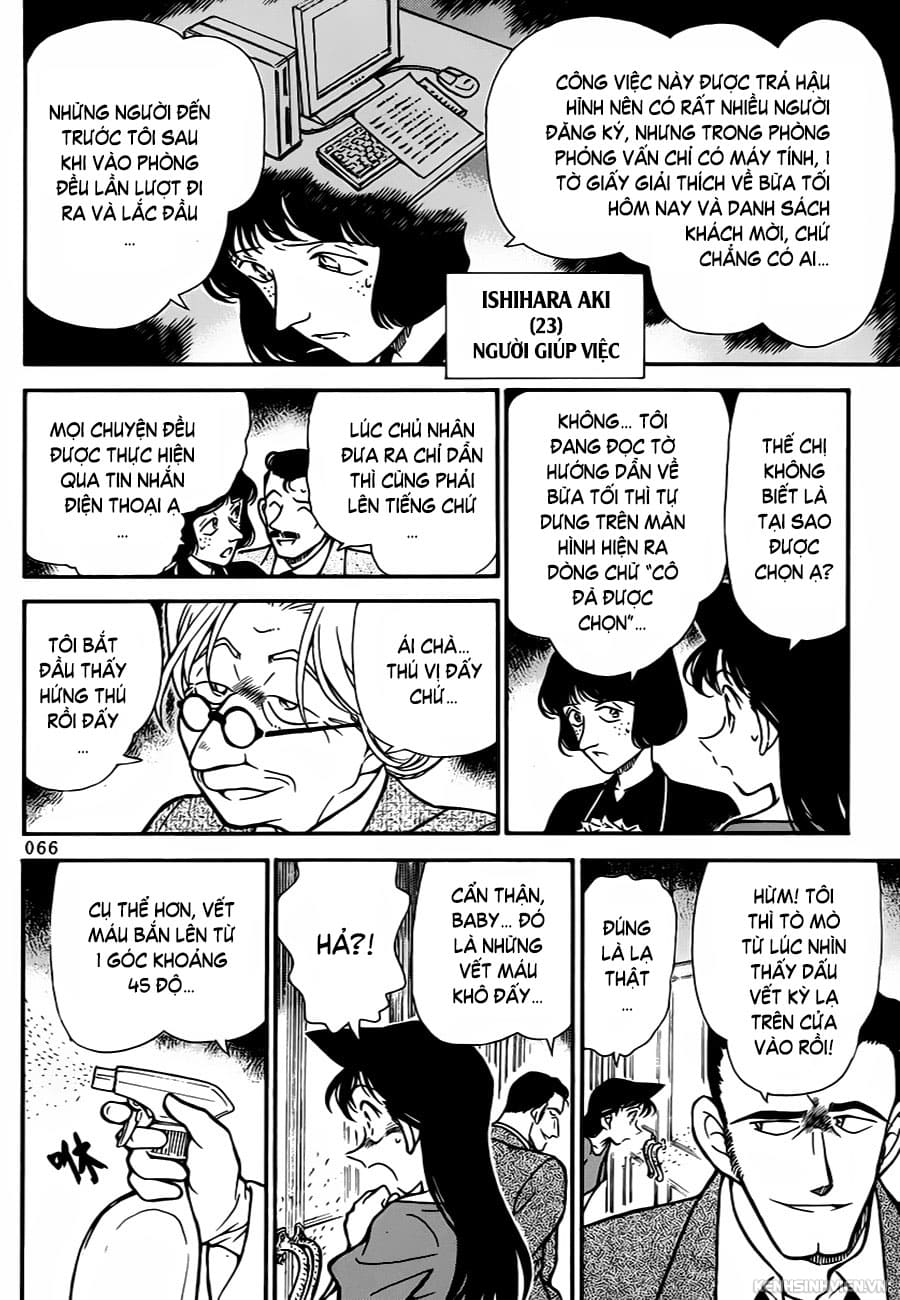 CÔNG VIỆC NÀY ĐƯỢC TRẢ HẬU
HỈNH NÊN CÓ RẤT NHIỀU NGƯỜI
ĐĂNG KÝ, NHƯNG TRONG PHÒNG
PHỎNG VẤN CHỈ CÓ MÁY TÍNH, 1
TỜ GIẤY GIẢI THÍCH VỀ BỮA TỐI
HÔM NAY VÀ DANH SÁCH
KHÁCH MỜI, CHỨ
CHẲNG CÓ AI...
NHỮNG NGƯỜI ĐẾN
TRƯỚC TÔI SAU
KHI VÀO PHÒNG
ĐỀU LẦN LƯỢT ĐI
RA VÀ LẮC ĐẦU
...
ISHIHARA AKI
(23)
NGƯỜI GIÚP VIỆC
THẾ CHỊ
KHÔNG
BIẾT LÀ
TẠI SAO
ĐƯỢC
CHỌN Ạ?
KHÔNG... TÔI
ĐANG ĐỌC TỜ
HƯỚNG DẪN VỀ
BỮA TỐI THÌ TỰ
DƯNG TRÊN MÀN
HÌNH HIỆN RA
DÒNG CHỮ "CÔ
ĐÃ ĐƯỢC
CHỌN"...
LÚC CHỦ NHÂN
ĐƯA RA CHỈ DẪN
THÌ CŨNG PHẢI
LÊN TIẾNG CHỨ
...
MỌI CHUYỆN ĐỀU
ĐƯỢC THỰC HIỆN
QUA TIN NHẮN
ĐIỆN THOẠI Ạ
...
ÁI CHÀ...
THÚ VỊ ĐẤY
CHỨ...
TÔI BẮT
ĐẦU THẤY
HỨNG THÚ
RỒI ĐẤY
...
066
HỪM! TÔI
THÌ TÒ MÒ
TỪ LÚC NHÌN
THẤY DẤU
VẾT KỲ LẠ
TRÊN CỬA
VÀO RỒI!
ĐÚNG
LÀ LẠ
THẬT
...
CẨN THẬN,
BABY... ĐÓ
LÀ NHỮNG
VẾT MÁU
KHÔ ĐẤY...
HẢ?!
CỤ THỂ HƠN, VẾT
MÁU BẮN LÊN TỪ
1 GÓC KHOẢNG
45 ĐỘ...
KENHSINHVIEN.VN